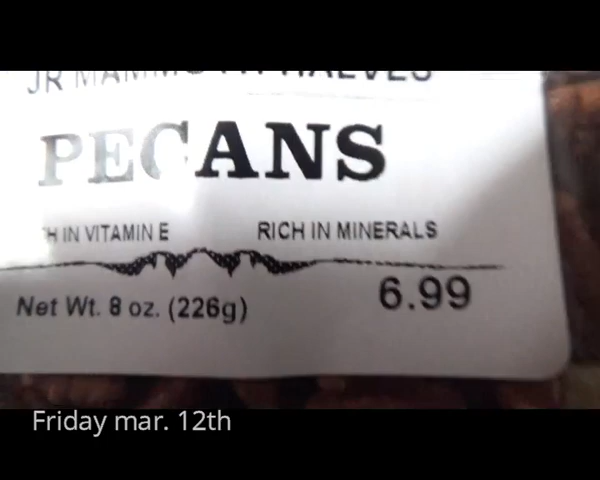 JR MAMMOTH HALVES
PECANS
H IN VITAMIN E
RICH IN MINERALS
Net Wt. 8 oz. (226g)
6.99
Friday mar. 12th